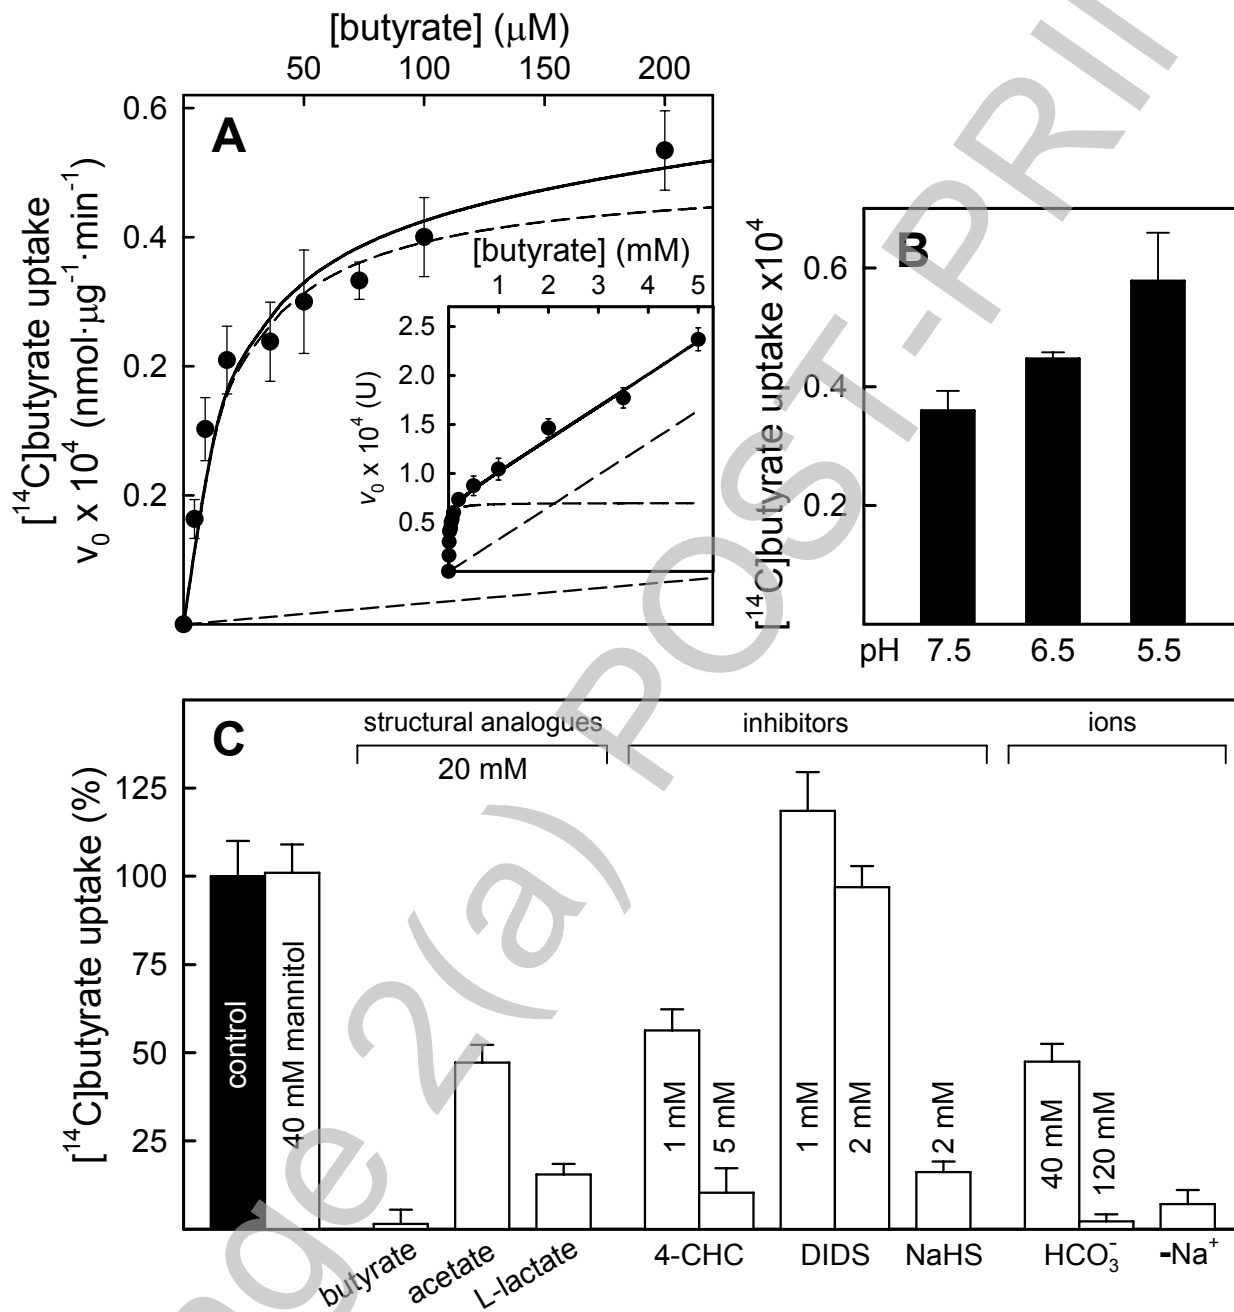 [butyrate] (μM)
50 100 150 200
0.6
A
0.4
0.2
0.2
[¹⁴C]butyrate uptake
v₀ x 10⁴ (nmol·μg⁻¹·min⁻¹)
[butyrate] (mM)
1 2 3 4 5
2.5
2.0
1.5
1.0
0.5
v₀ x 10⁴ (U)
B
0.6
0.4
0.2
[¹⁴C]butyrate uptake x10⁴
pH 7.5 6.5 5.5
C
structural analogues inhibitors ions
20 mM
125
100
75
50
25
[¹⁴C]butyrate uptake (%)
control
40 mM mannitol
1 mM
5 mM
1 mM
2 mM
2 mM
40 mM
120 mM
butyrate acetate L-lactate 4-CHC DIDS NaHS HCO₃⁻ -Na⁺
ge 2(a) POST-PRI